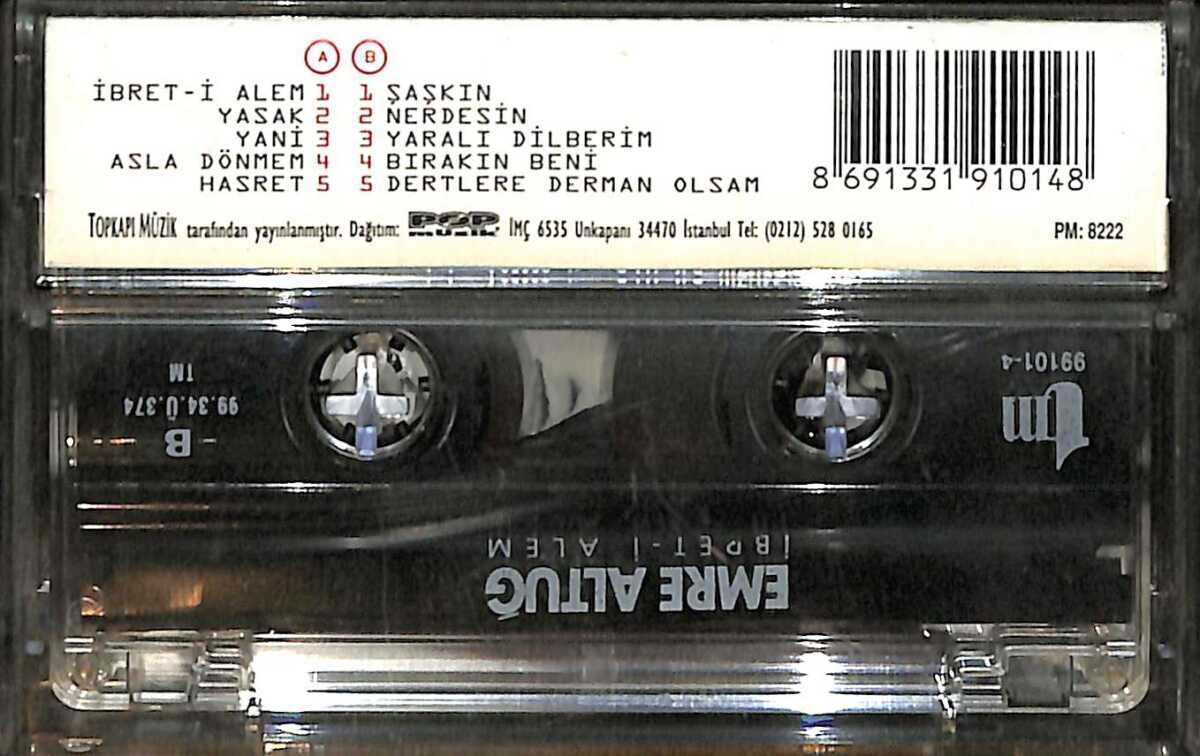 A B
İBRET-İ ALEM 1 1 ŞAŞKIN
YASAK 2 2 NERDESİN
YANİ 3 3 YARALI DİLBERİM
ASLA DÖNMEM 4 4 BIRAKIN BENİ
HASRET 5 5 DERTLERE DERMAN OLSAM
8 691331 910148
TOPKAPI MÜZİK tarafından yayınlanmıştır. Dağıtım: POP MÜZİK İMÇ 6535 Unkapanı 34470 İstanbul Tel: (0212) 528 0165
PM: 8222
99101-4
tm
TM
99.34.Ü.374
B
İBRET-İ ALEM
EMRE ALTUĞ